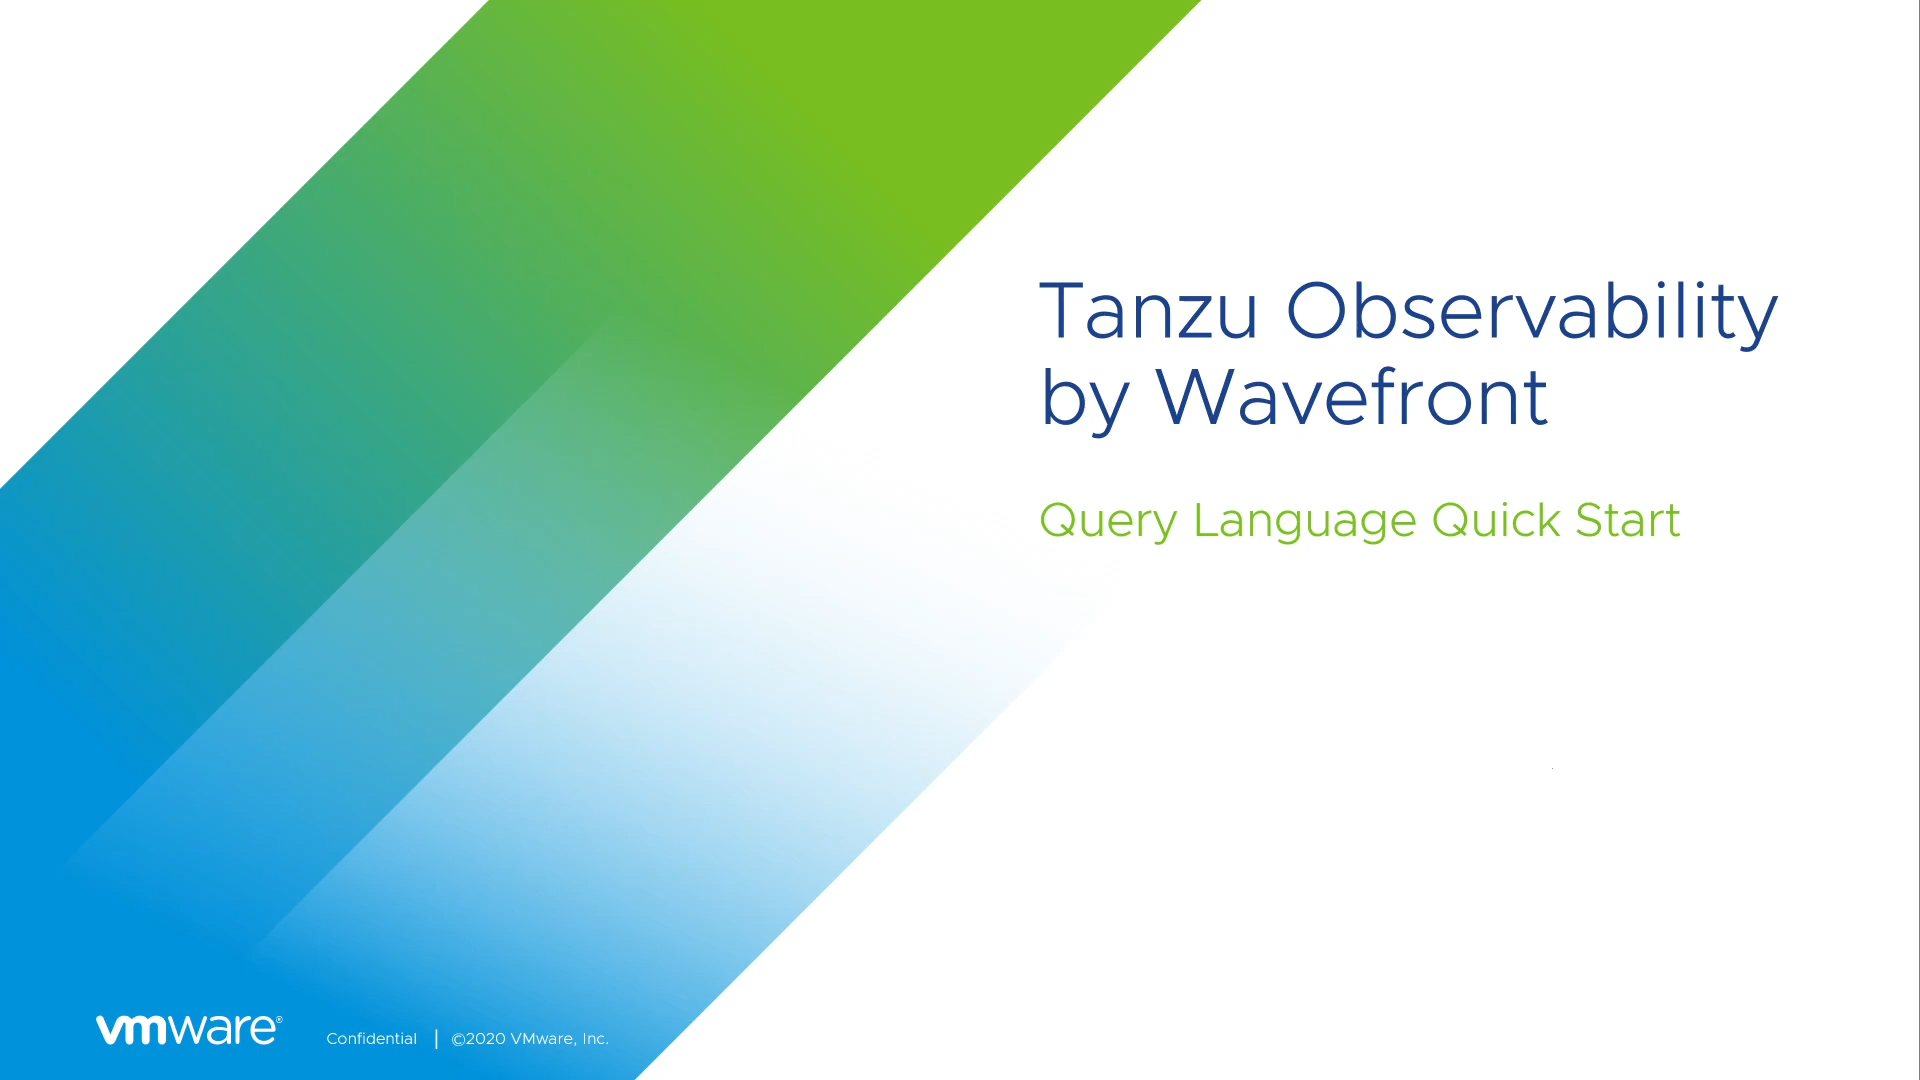 Tanzu Observability
by Wavefront
Query Language Quick Start
vmware®
Confidential | ©2020 VMware, Inc.